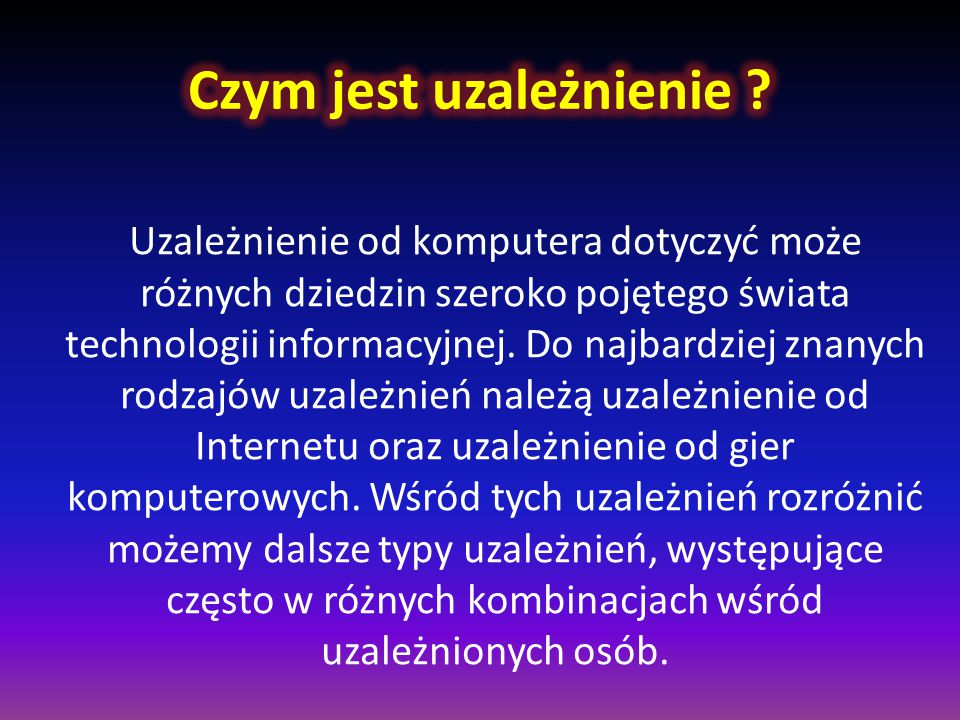 Czym jest uzależnienie ?
Uzależnienie od komputera dotyczyć może
różnych dziedzin szeroko pojętego świata
technologii informacyjnej. Do najbardziej znanych
rodzajów uzależnień należą uzależnienie od
Internetu oraz uzależnienie od gier
komputerowych. Wśród tych uzależnień rozróżnić
możemy dalsze typy uzależnień, występujące
często w różnych kombinacjach wśród
uzależnionych osób.